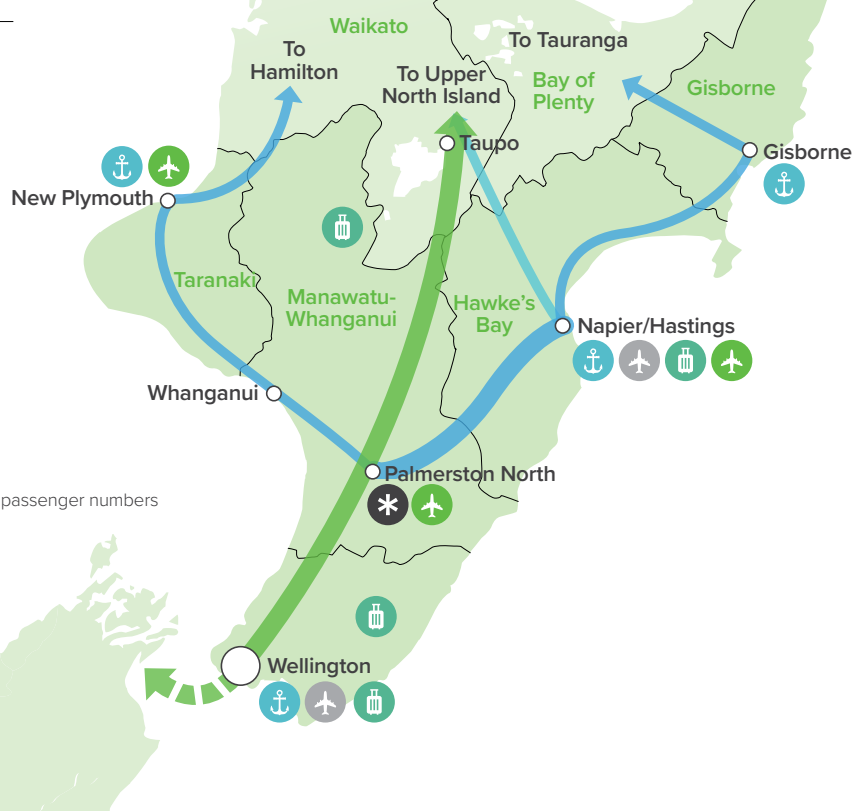 Waikato
To
Hamilton
To Upper
North Island
To Tauranga
Bay of
Plenty
Gisborne
Taupo
Gisborne
New Plymouth
Taranaki
Manawatu-
Whanganui
Hawke's
Bay
Napier/Hastings
Whanganui
Palmerston North
passenger numbers
Wellington